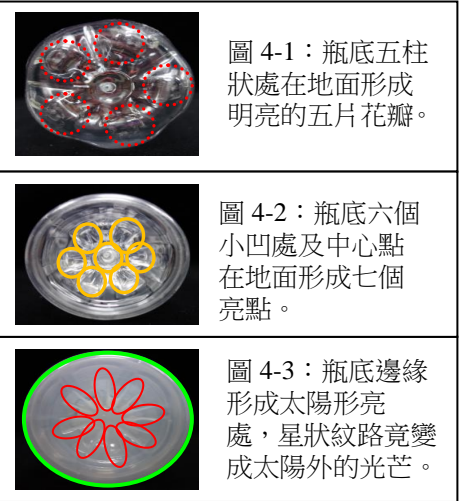 圖 4-1：瓶底五柱
狀處在地面形成
明亮的五片花瓣。
圖 4-2：瓶底六個
小凹處及中心點
在地面形成七個
亮點。
圖 4-3：瓶底邊緣
形成太陽形亮
處，星狀紋路竟變
成太陽外的光芒。